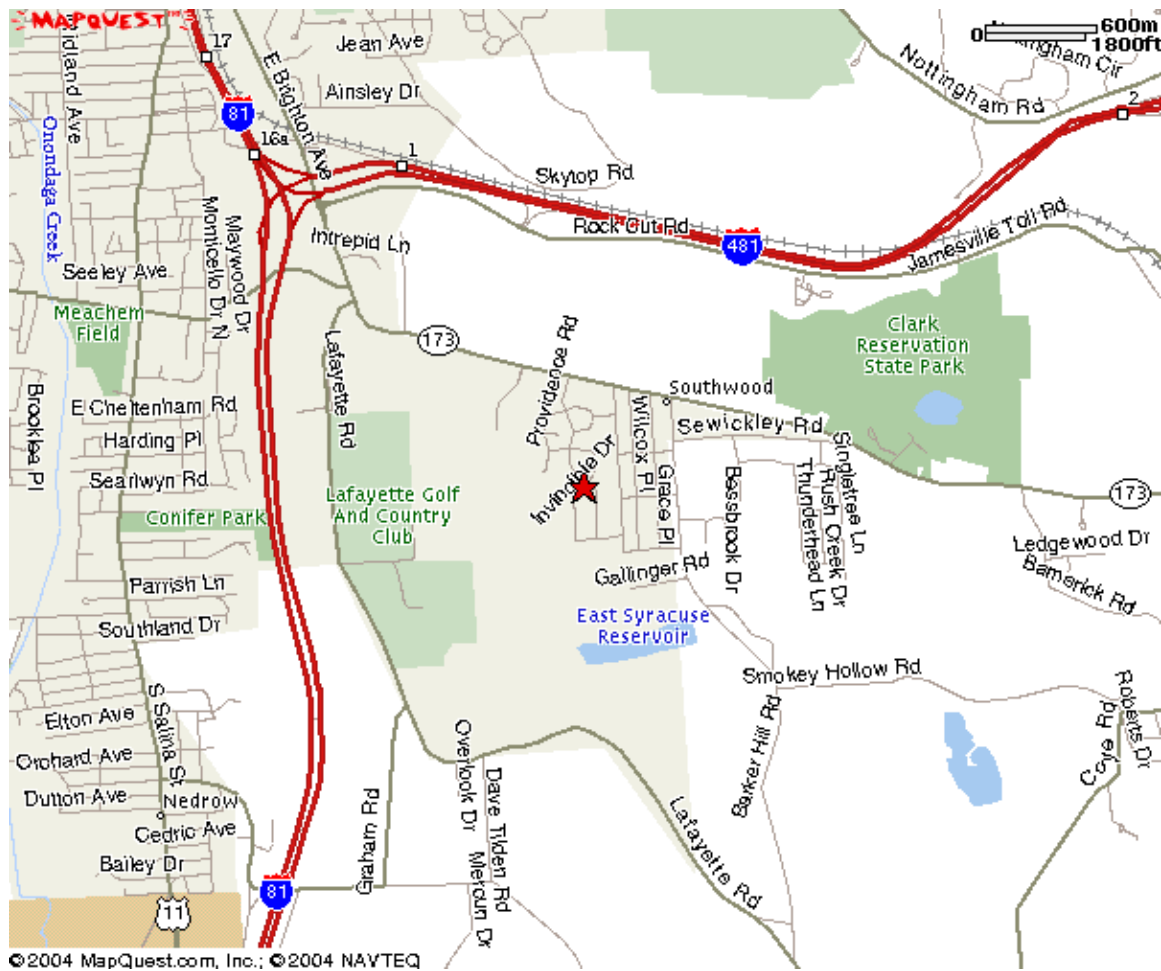 MAPQUEST
600m
0
1800ft
17
Jean Ave
Midland Ave
E Brighton Ave
Ainsley Dr
Nottingham Rd
2
81
16a
1
Onondaga Creek
Skytop Rd
Rock Cut Rd
481
Jamesville Toll Rd
Maywood Dr
Monticello Dr N
Intrepid Ln
Seeley Ave
Meachem
Field
173
Clark
Reservation
State Park
Lafayette Rd
Providence Rd
Southwood
Brooklea Pl
E Cheltenham Rd
Harding Pl
Searlwyn Rd
Wilcox Pl
Sewickley Rd
Invincible Dr
Grace Pl
Bessbrook Dr
Thunderhead Ln
Rush Creek Dr
Singletree Ln
173
Conifer Park
Lafayette Golf
And Country
Club
Ledgewood Dr
Bamerick Rd
Parrish Ln
Gallinger Rd
Southland Dr
East Syracuse
Reservoir
Smokey Hollow Rd
S Salina St
Elton Ave
Orchard Ave
Dutton Ave
Nedrow
Cedric Ave
Bailey Dr
Overlook Dr
Dave Tilden Rd
Meroun Dr
Graham Rd
Barker Hill Rd
Lafayette Rd
Coye Rd
Roberts Dr
81
11
©2004 MapQuest.com, Inc.; ©2004 NAVTEQ